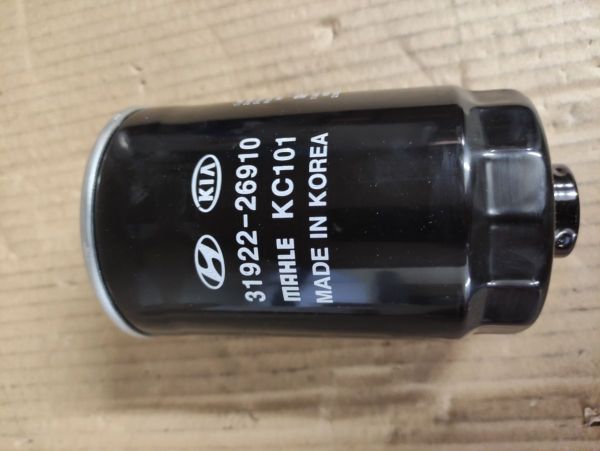 KIA
31922-26910
MAHLE KC101
MADE IN KOREA